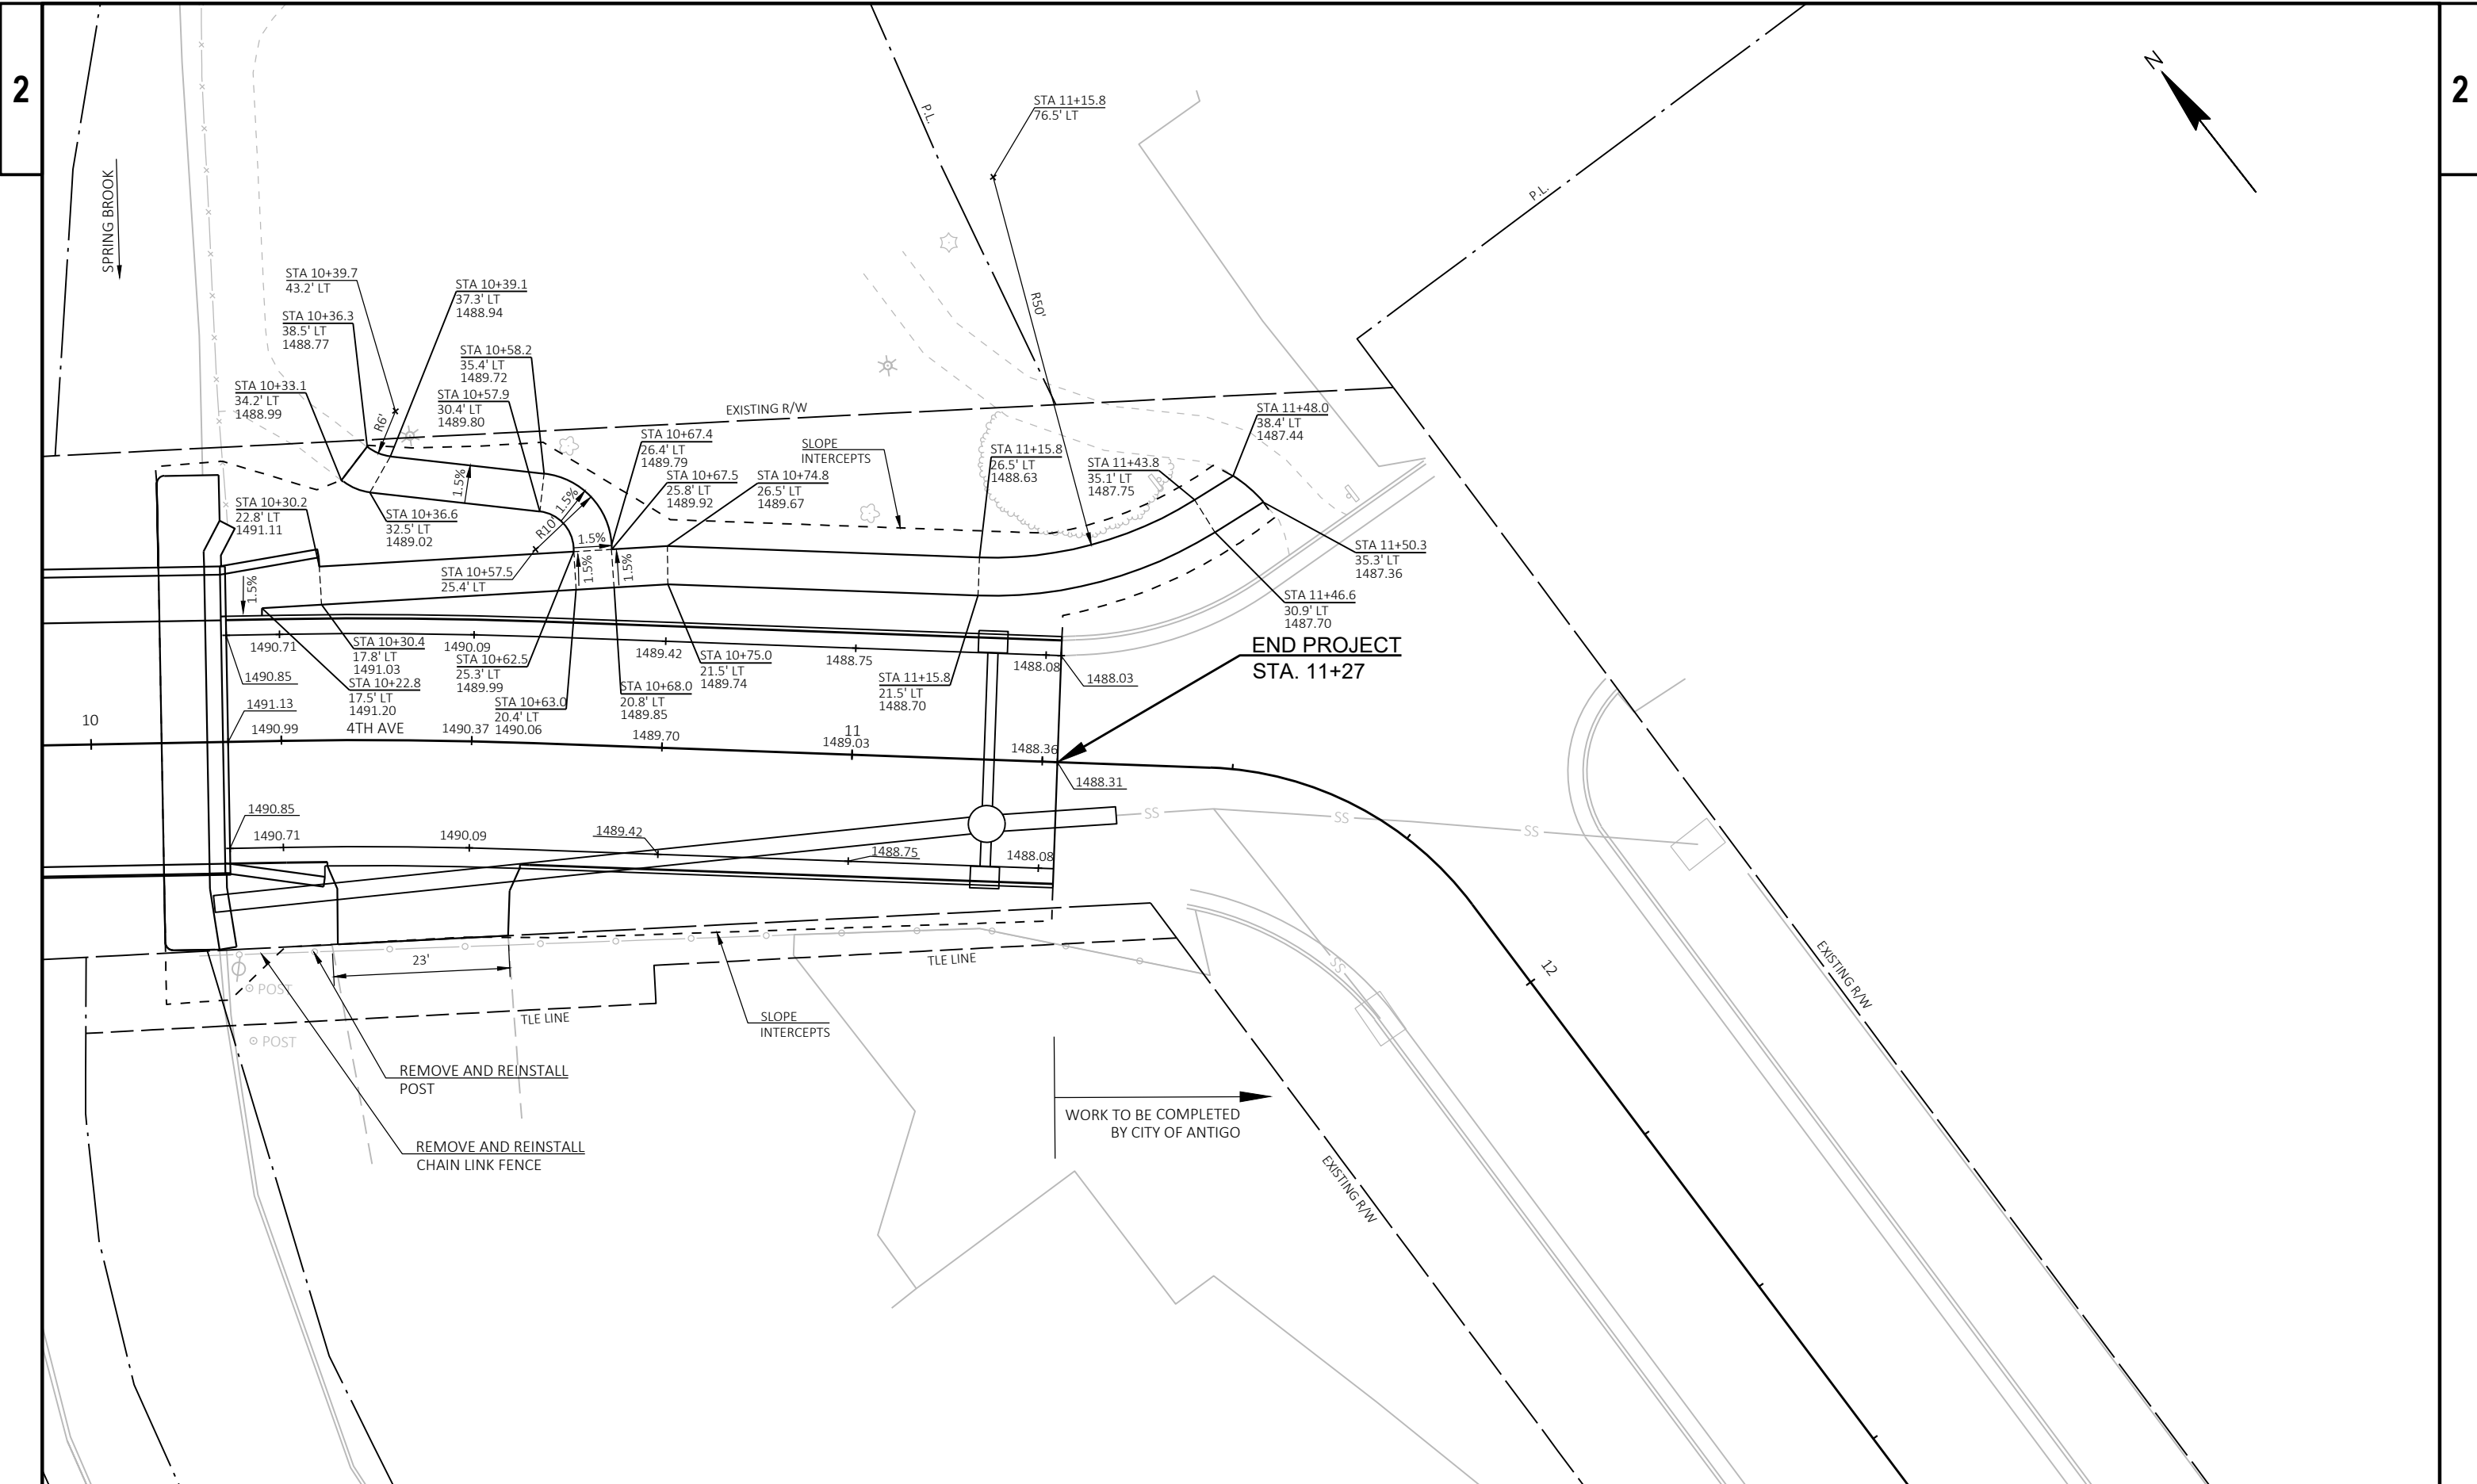 2
2
N
SPRING BROOK
P.L.
P.L.
STA 11+15.8
76.5' LT
R50'
STA 10+39.7
43.2' LT
STA 10+39.1
37.3' LT
1488.94
STA 10+36.3
38.5' LT
1488.77
STA 10+58.2
35.4' LT
1489.72
STA 10+33.1
34.2' LT
1488.99
R6'
STA 10+57.9
30.4' LT
1489.80
EXISTING R/W
STA 10+67.4
26.4' LT
1489.79
SLOPE
INTERCEPTS
STA 11+48.0
38.4' LT
1487.44
STA 10+67.5
25.8' LT
1489.92
STA 10+74.8
26.5' LT
1489.67
STA 11+15.8
26.5' LT
1488.63
STA 11+43.8
35.1' LT
1487.75
1.5%
1.5%
R10'
STA 10+30.2
22.8' LT
1491.11
STA 10+36.6
32.5' LT
1489.02
1.5%
1.5%
1.5%
1.5%
STA 10+57.5
25.4' LT
STA 11+50.3
35.3' LT
1487.36
STA 11+46.6
30.9' LT
1487.70
1490.71
STA 10+30.4
17.8' LT
1491.03
1490.09
STA 10+62.5
25.3' LT
1489.99
1489.42
STA 10+75.0
21.5' LT
1489.74
1488.75
1488.08
END PROJECT
STA. 11+27
1490.85
STA 10+22.8
17.5' LT
1491.20
STA 10+63.0
20.4' LT
1490.06
STA 10+68.0
20.8' LT
1489.85
STA 11+15.8
21.5' LT
1488.70
1488.03
1491.13
10
1490.99
4TH AVE
1490.37
1489.70
11
1489.03
1488.36
1488.31
1490.85
1490.71
1490.09
1489.42
1488.75
1488.08
SS
SS
SS
SS
23'
TLE LINE
TLE LINE
POST
POST
SLOPE
INTERCEPTS
REMOVE AND REINSTALL
POST
REMOVE AND REINSTALL
CHAIN LINK FENCE
WORK TO BE COMPLETED
BY CITY OF ANTIGO
12
EXISTING R/W
EXISTING R/W